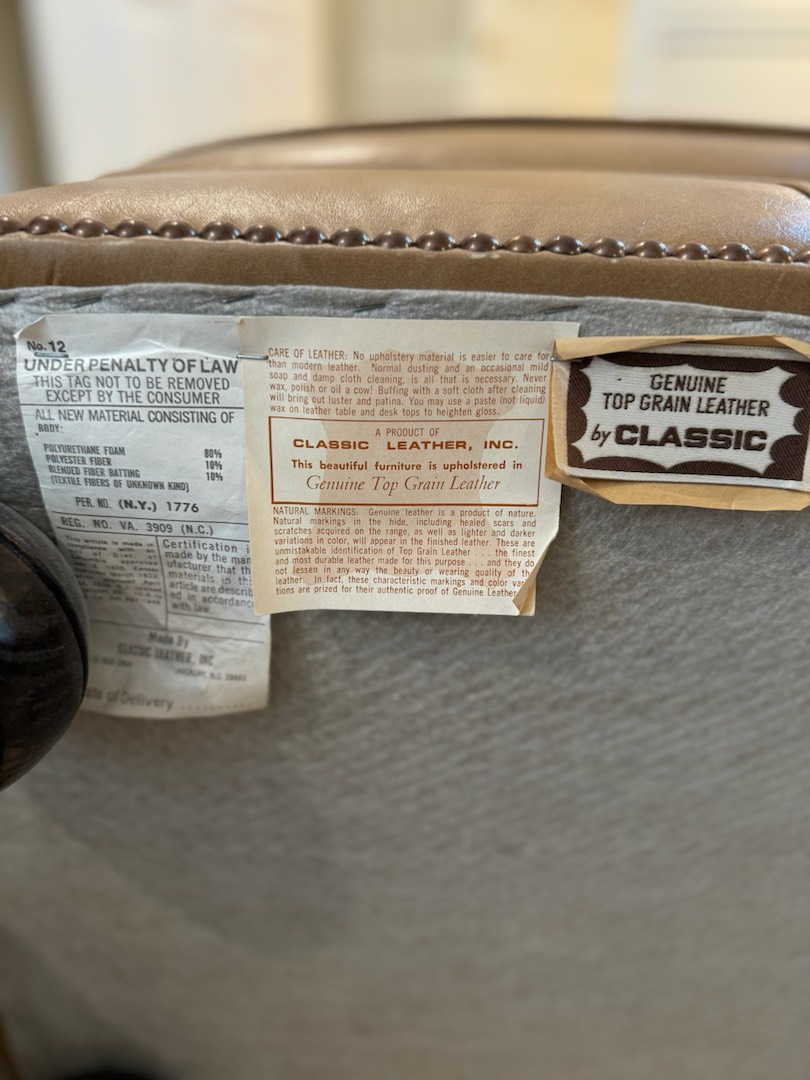 No. 12
UNDER PENALTY OF LAW
THIS TAG NOT TO BE REMOVED
EXCEPT BY THE CONSUMER
ALL NEW MATERIAL CONSISTING OF
BODY:
POLYURETHANE FOAM 80%
POLYESTER FIBER 10%
BLENDED FIBER BATTING 10%
(TEXTILE FIBERS OF UNKNOWN KIND)
PER. NO. (N.Y.) 1776
REG. NO. VA. 3909 (N.C.)
This article is made in
Certification
made by the
materials in
article are
with law.
Made By
CLASSIC LEATHER, INC.
HICKORY, N.C. 28601
of Delivery
CARE OF LEATHER: No upholstery material is easier to care for
than modern leather. Normal dusting and an occasional mild
soap and damp cloth cleaning, is all that is necessary. Never
wax, polish or oil a cow! Buffing with a soft cloth after cleaning
will bring out luster and patina. You may use a paste (not liquid)
wax on leather table and desk tops to heighten gloss.
A PRODUCT OF
CLASSIC LEATHER, INC.
This beautiful furniture is upholstered in
Genuine Top Grain Leather
NATURAL MARKINGS: Genuine leather is a product of nature.
Natural markings in the hide, including healed scars and
scratches acquired on the range, as well as lighter and darker
variations in color, will appear in the finished leather. These are
unmistakable identification of Top Grain Leather . . . the finest
and most durable leather made for this purpose . . . and they do
not lessen in any way the beauty or wearing quality of the
leather. In fact, these characteristic markings and color var
tions are prized for their authentic proof of Genuine Leather
GENUINE
TOP GRAIN LEATHER
by CLASSIC